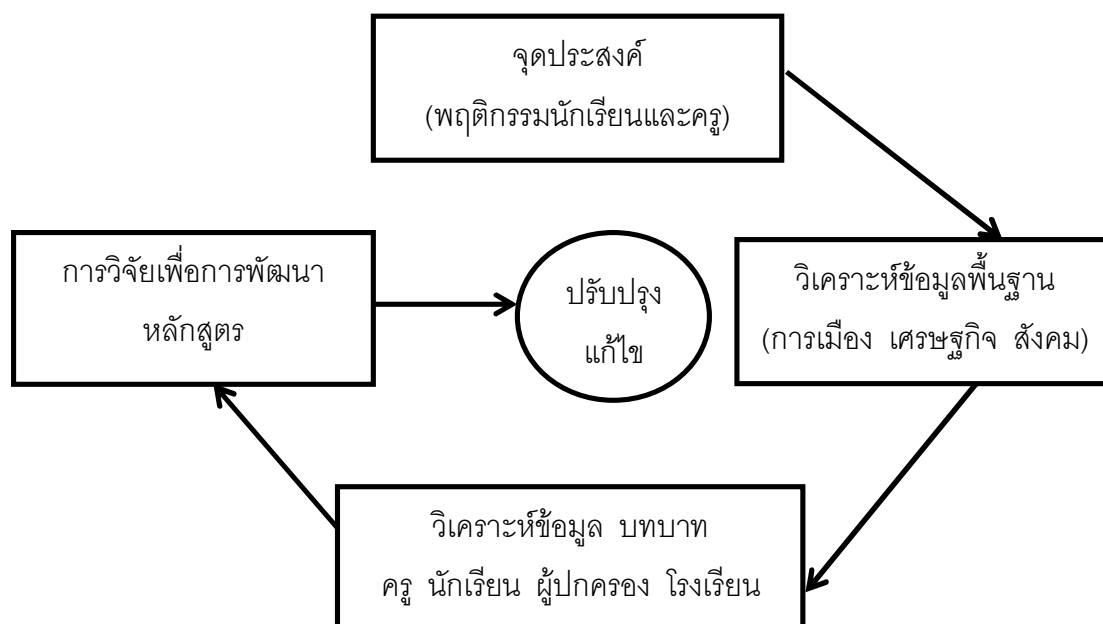 จุดประสงค์
(พฤติกรรมนักเรียนและครู)
การวิจัยเพื่อการพัฒนา
หลักสูตร
ปรับปรุง
แก้ไข
วิเคราะห์ข้อมูลพื้นฐาน
(การเมือง เศรษฐกิจ สังคม)
วิเคราะห์ข้อมูล บทบาท
ครู นักเรียน ผู้ปกครอง โรงเรียน